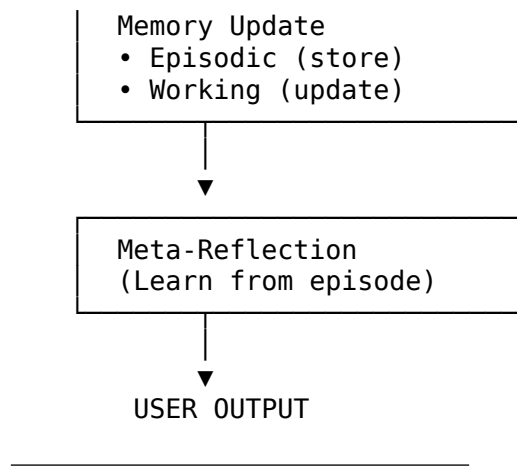 Memory Update
• Episodic (store)
• Working (update)
Meta-Reflection
(Learn from episode)
USER OUTPUT